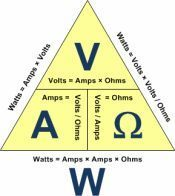 Watts = Amps × Volts
Watts = Volts × Volts / Ohms
V
Volts = Amps × Ohms
Amps =
Volts / Ohms
Volts / Amps
= Ohms
A
Ω
Watts = Amps × Amps × Ohms
W